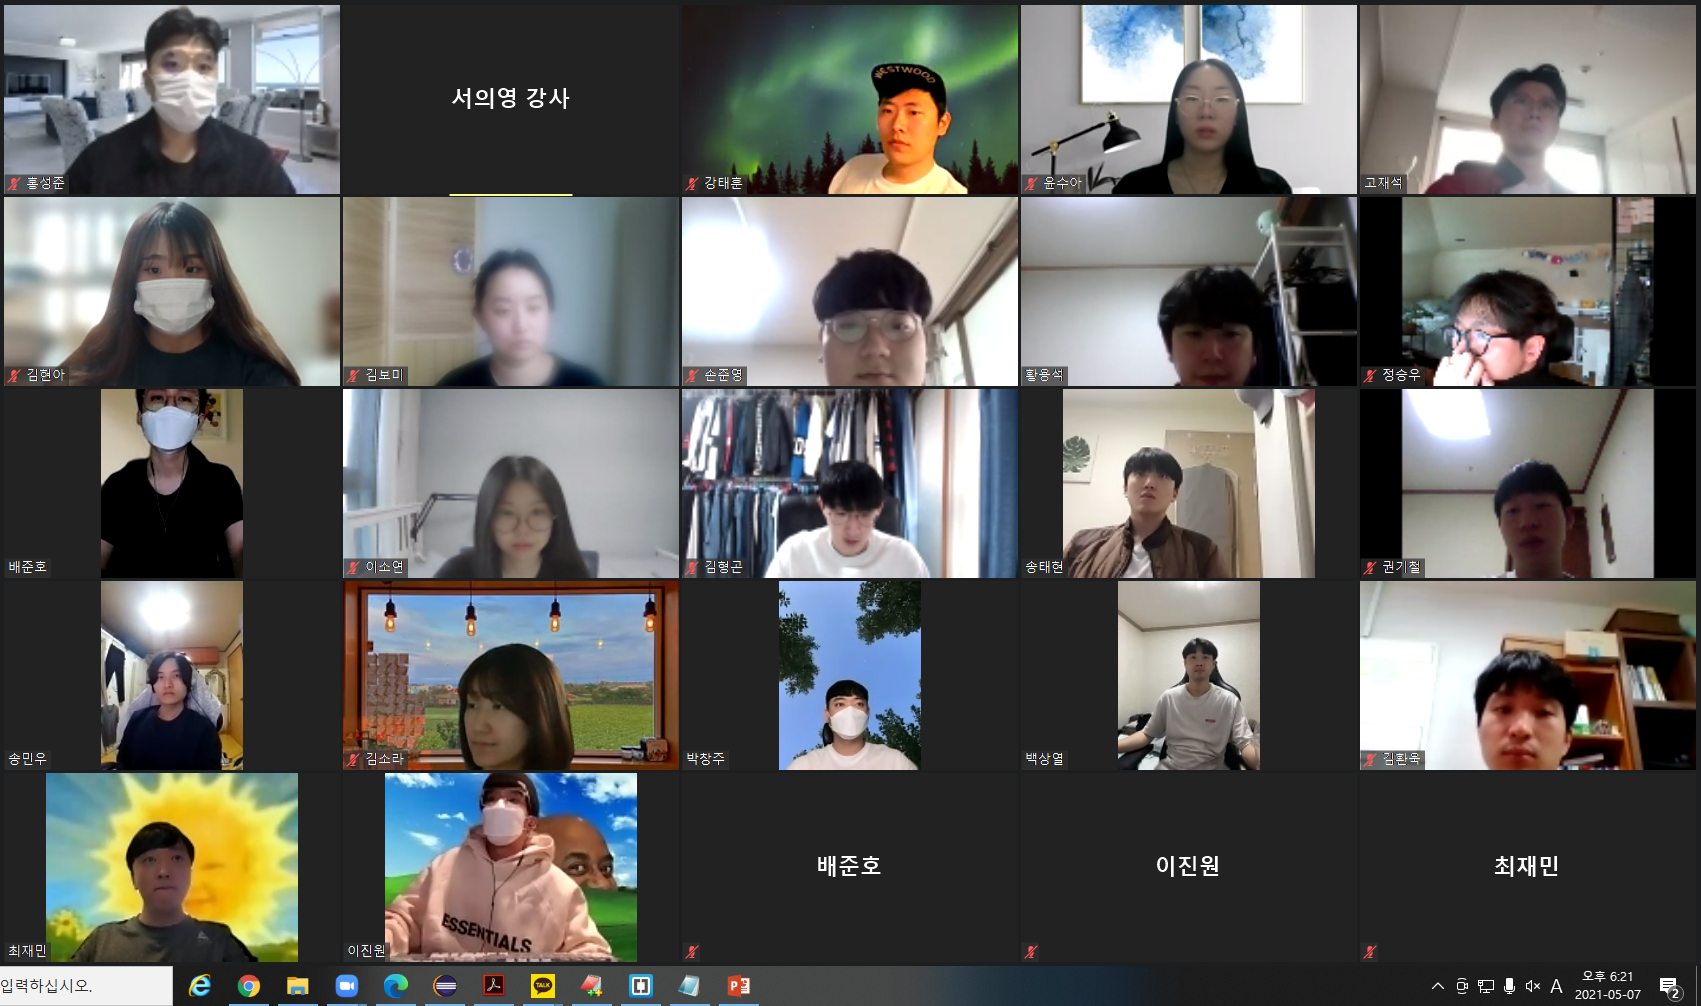 홍성준
서의영 강사
WESTWOOD
강태훈
윤수아
고재석
김현아
김보미
손준영
황용석
정승우
배준호
이소연
김형곤
송태현
권기철
송민우
김소라
박창주
백상열
김환욱
최재민
ESSENTIALS
이진원
배준호
이진원
최재민
입력하십시오.
TALK
A
오후 6:21
2021-05-07
2